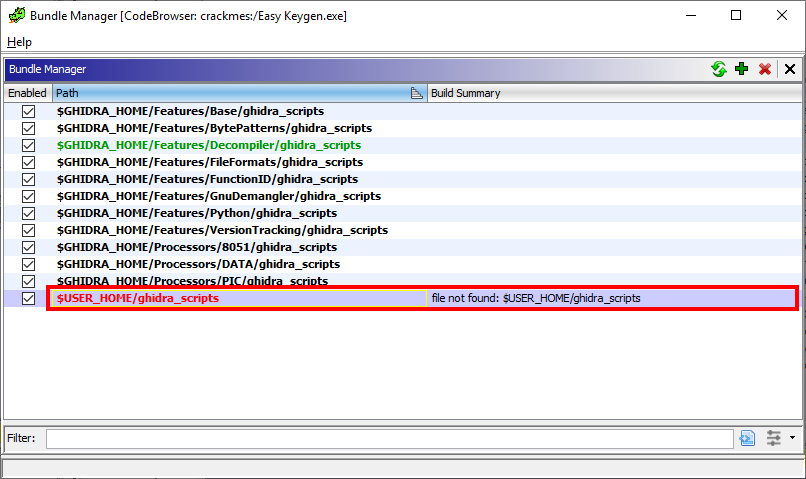 Bundle Manager [CodeBrowser: crackmes:/Easy Keygen.exe]
Help
Bundle Manager
Enabled Path Build Summary
$GHIDRA_HOME/Features/Base/ghidra_scripts
$GHIDRA_HOME/Features/BytePatterns/ghidra_scripts
$GHIDRA_HOME/Features/Decompiler/ghidra_scripts
$GHIDRA_HOME/Features/FileFormats/ghidra_scripts
$GHIDRA_HOME/Features/FunctionID/ghidra_scripts
$GHIDRA_HOME/Features/GnuDemangler/ghidra_scripts
$GHIDRA_HOME/Features/Python/ghidra_scripts
$GHIDRA_HOME/Features/VersionTracking/ghidra_scripts
$GHIDRA_HOME/Processors/8051/ghidra_scripts
$GHIDRA_HOME/Processors/DATA/ghidra_scripts
$GHIDRA_HOME/Processors/PIC/ghidra_scripts
$USER_HOME/ghidra_scripts file not found: $USER_HOME/ghidra_scripts
Filter: